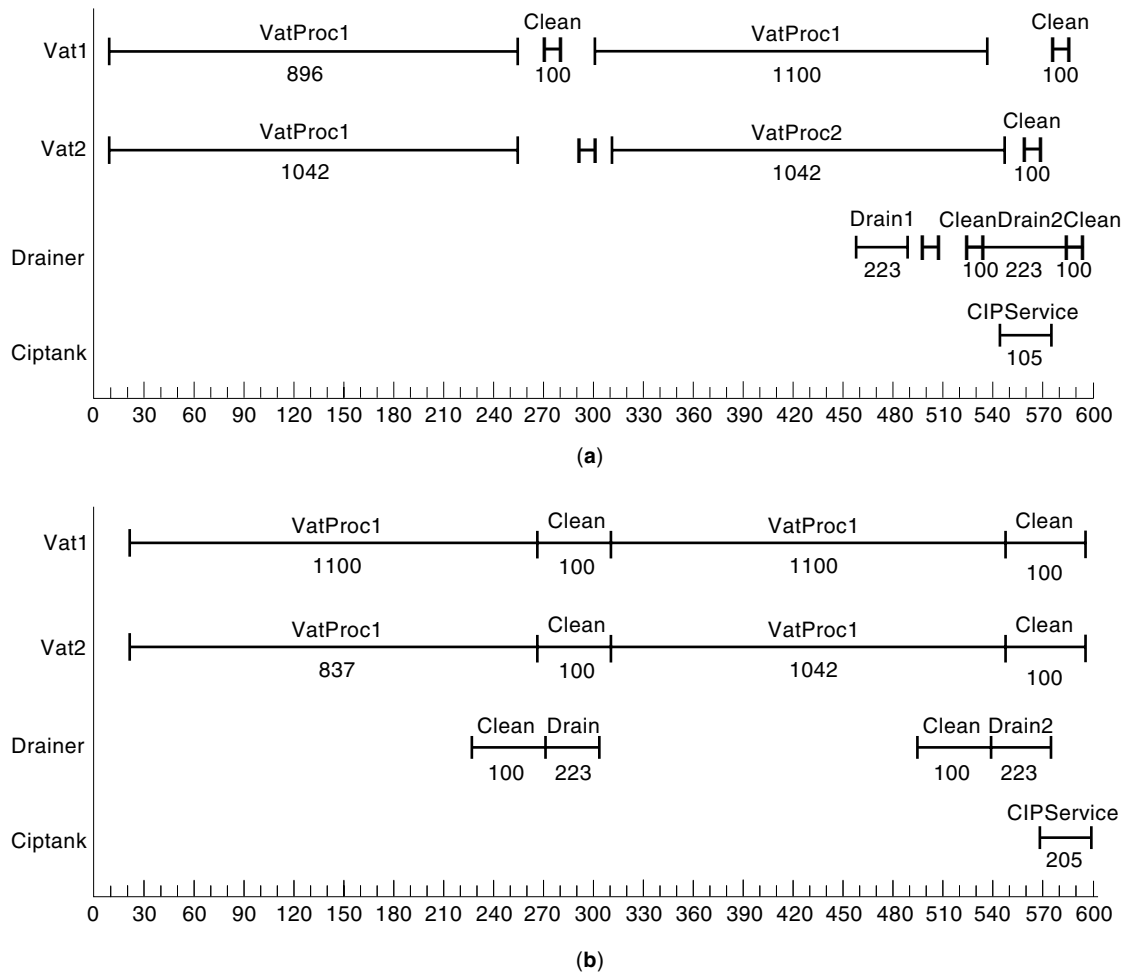 Clean Clean
VatProc1 VatProc1
Vat1
896 100 1100 100
Clean
VatProc1 VatProc2
Vat2
1042 1042 100
Drain1 CleanDrain2Clean
Drainer
223 100 223 100
CIPService
Ciptank
105
0 30 60 90 120 150 180 210 240 270 300 330 360 390 420 450 480 510 540 570 600
(a)
VatProc1 Clean VatProc1 Clean
Vat1
1100 100 1100 100
VatProc1 Clean VatProc1 Clean
Vat2
837 100 1042 100
Clean Drain Clean Drain2
Drainer
100 223 100 223
CIPService
Ciptank
205
0 30 60 90 120 150 180 210 240 270 300 330 360 390 420 450 480 510 540 570 600
(b)